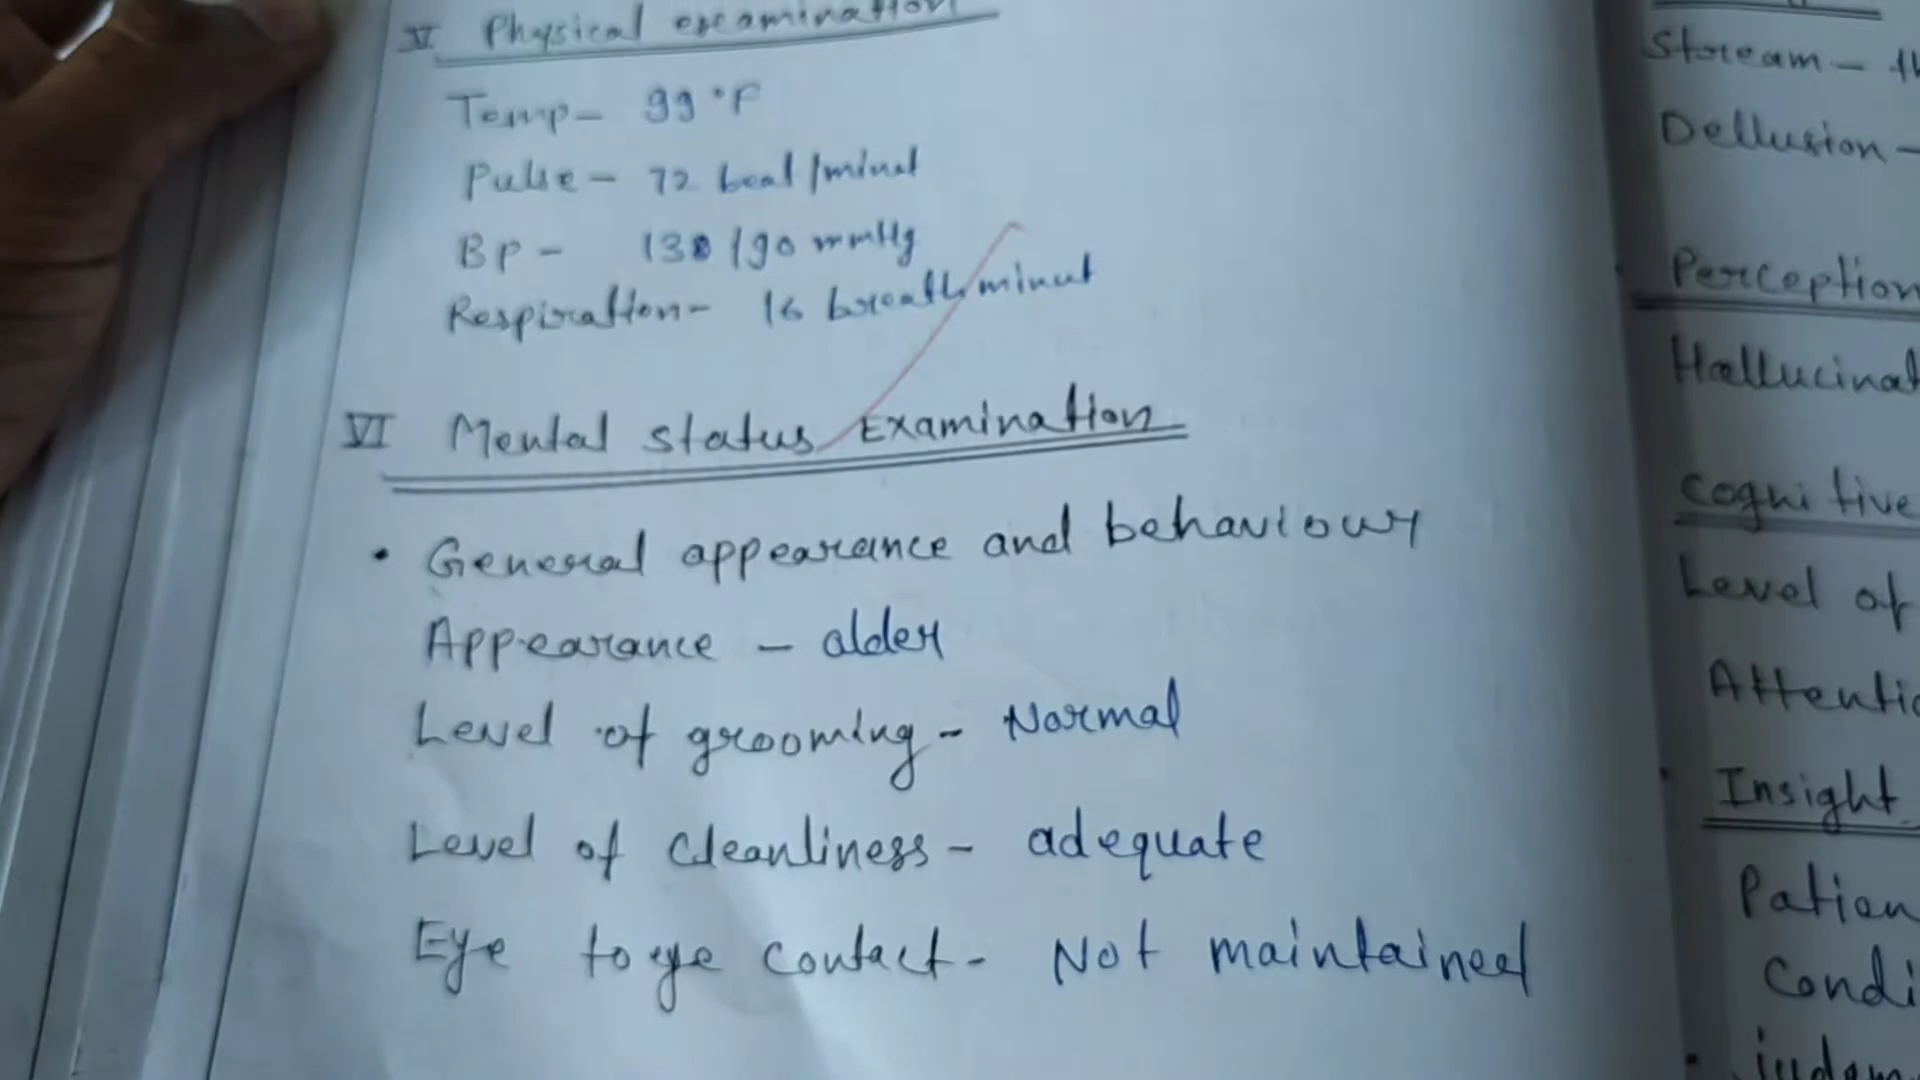 V Physical examination
Temp- 99°F
Pulse- 72 beat/minut
BP- 130/90 mmHg
Respiration- 16 breath/minut
VI Mental status Examination
• General appearance and behaviour
Appearance - older
Level of grooming - Normal
Level of cleanliness - adequate
Eye to eye contact - Not maintained
Stream -
Dellusion -
Perception
Hallucinat
Cognitive
Level of
Attentio
Insight
Patien
Condi